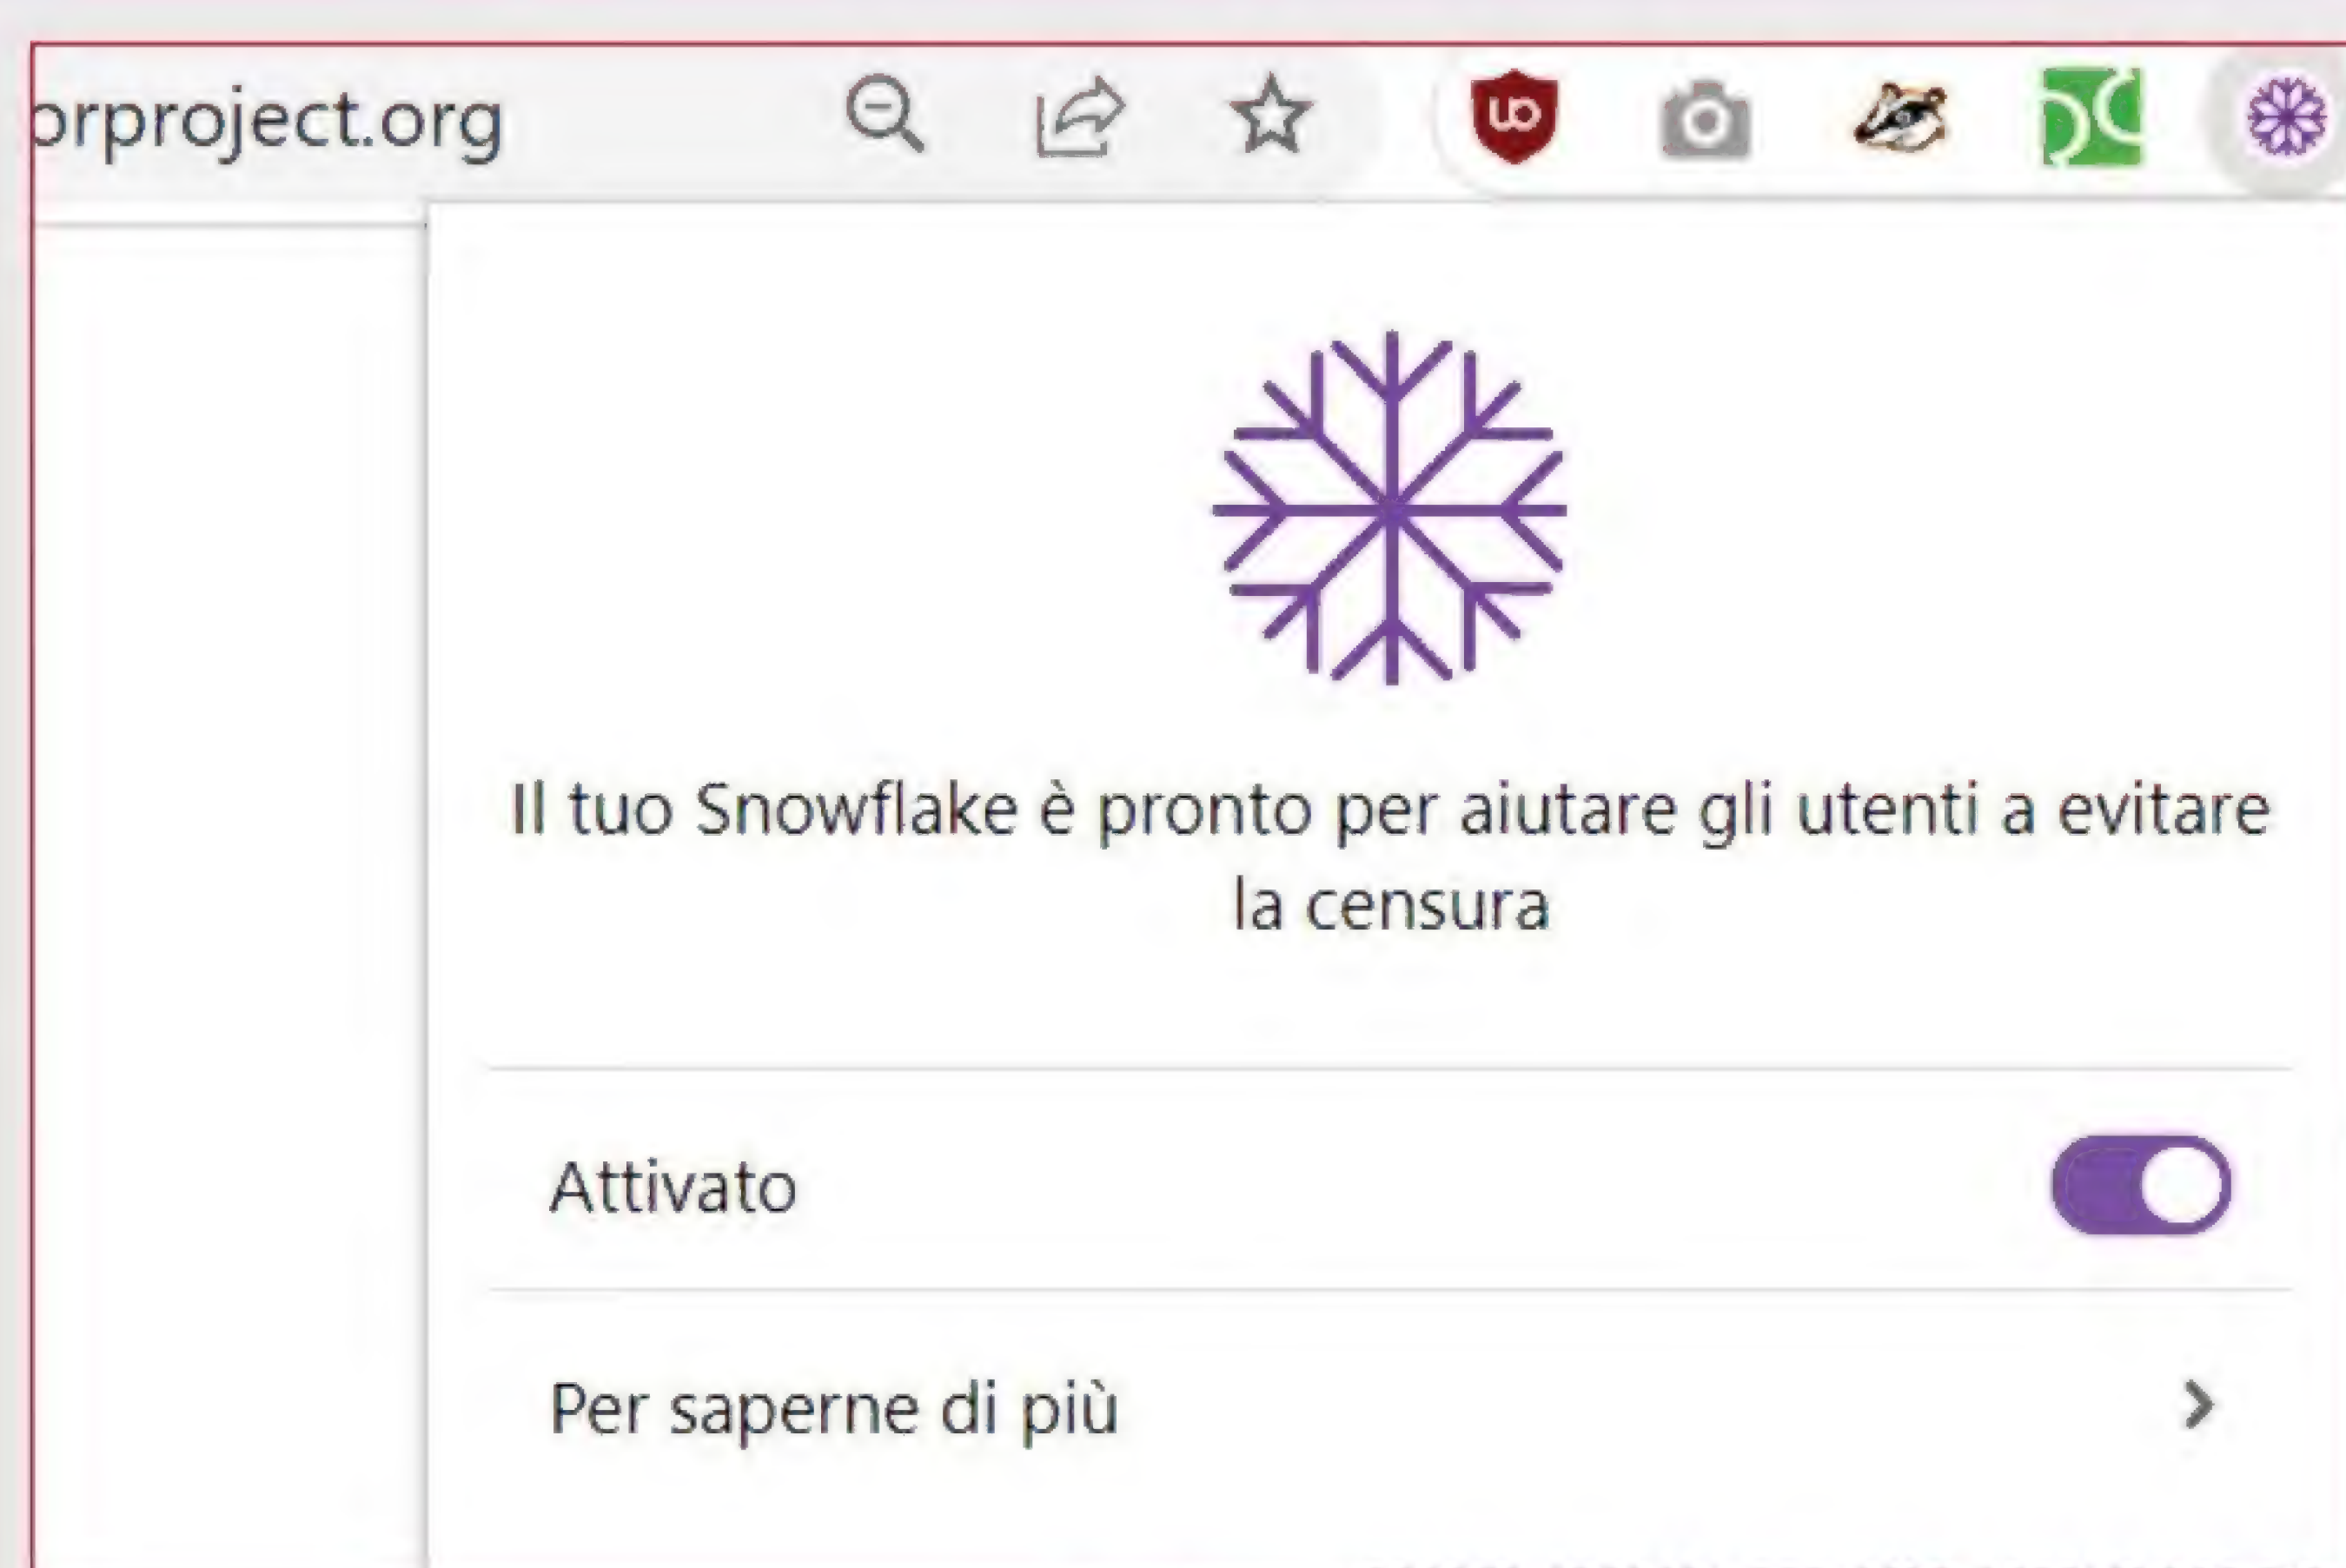 orproject.org
Il tuo Snowflake è pronto per aiutare gli utenti a evitare
la censura
Attivato
Per saperne di più